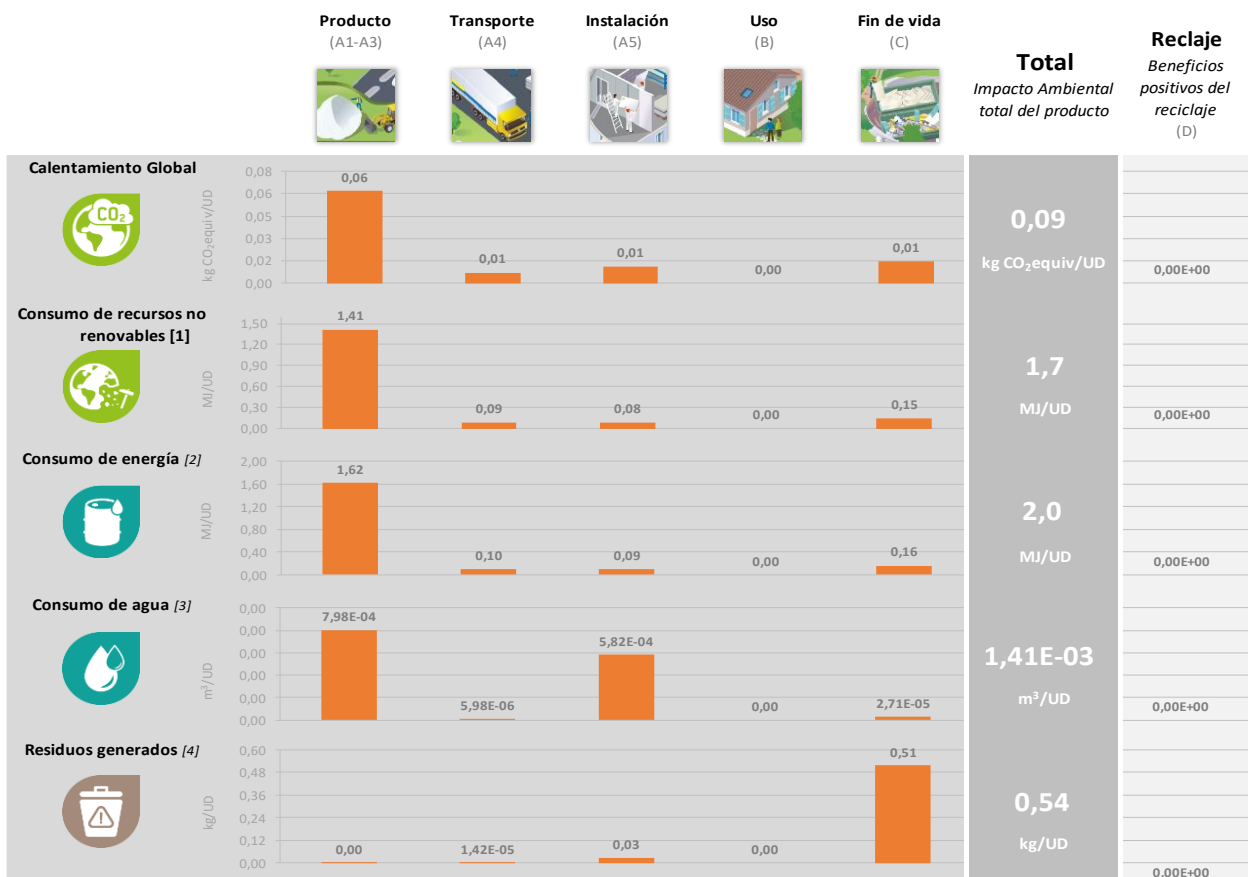 Producto
(A1-A3)
Transporte
(A4)
Instalación
(A5)
Uso
(B)
Fin de vida
(C)
Total
Impacto Ambiental
total del producto
Reclaje
Beneficios
positivos del
reciclaje
(D)
Calentamiento Global
CO2
kg CO₂equiv/UD
0,08
0,06
0,05
0,03
0,02
0,00
0,06
0,01
0,01
0,00
0,01
0,09
kg CO₂equiv/UD
0,00E+00
Consumo de recursos no
renovables [1]
MJ/UD
1,50
1,20
0,90
0,60
0,30
0,00
1,41
0,09
0,08
0,00
0,15
1,7
MJ/UD
0,00E+00
Consumo de energía [2]
MJ/UD
2,00
1,60
1,20
0,80
0,40
0,00
1,62
0,10
0,09
0,00
0,16
2,0
MJ/UD
0,00E+00
Consumo de agua [3]
m³/UD
0,00
0,00
0,00
0,00
0,00
0,00
7,98E-04
5,98E-06
5,82E-04
0,00
2,71E-05
1,41E-03
m³/UD
0,00E+00
Residuos generados [4]
kg/UD
0,60
0,48
0,36
0,24
0,12
0,00
0,00
1,42E-05
0,03
0,00
0,51
0,54
kg/UD
0,00E+00